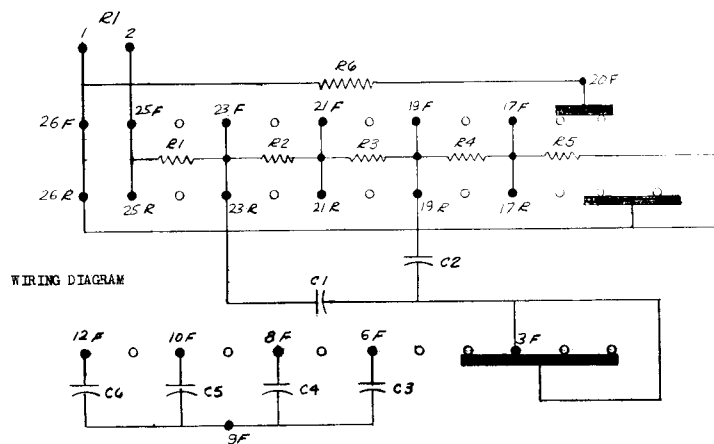 R1
1 2
R6
20F
26F 25F 23F 21F 19F 17F
R1 R2 R3 R4 R5
26R 25R 23R 21R 19R 17R
C2
WIRING DIAGRAM
C1
12F 10F 8F 6F 3F
C6 C5 C4 C3
9F